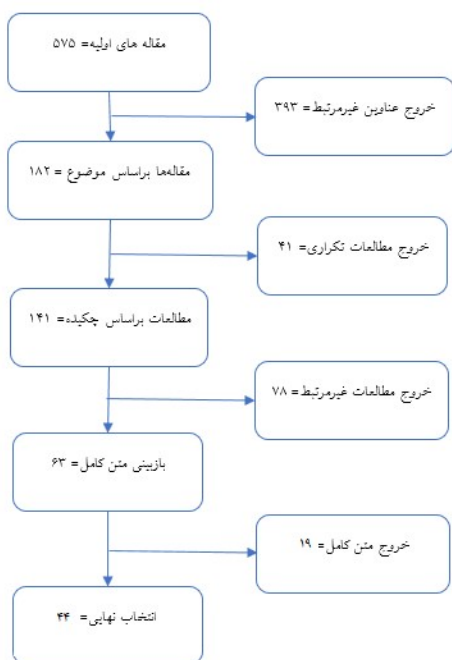 مقاله های اولیه= ۵۷۵
خروج عناوین غیرمرتبط= ۳۹۳
مقاله‌ها براساس موضوع = ۱۸۲
خروج مطالعات تکراری= ۴۱
مطالعات براساس چکیده= ۱۴۱
خروج مطالعات غیرمرتبط= ۷۸
بازبینی متن کامل= ۶۳
خروج متن کامل= ۱۹
انتخاب نهایی= ۴۴